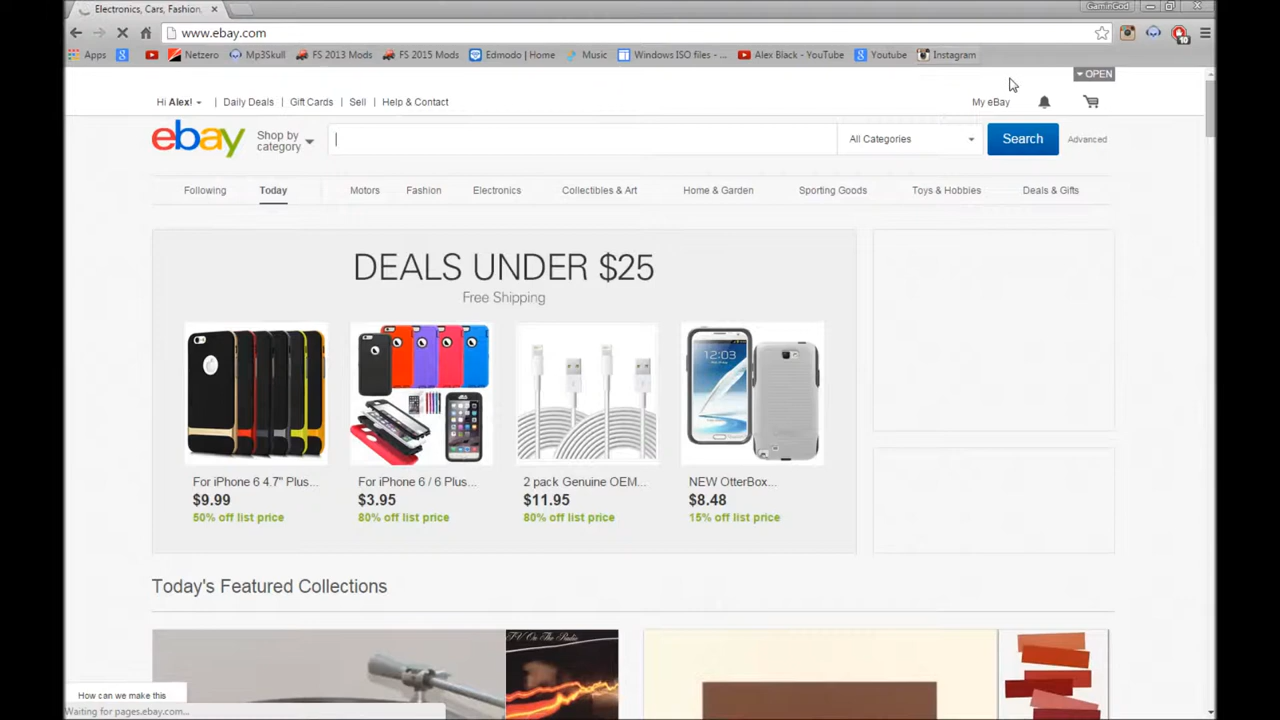 Electronics, Cars, Fashion,
GaminGod
www.ebay.com
10
Apps Netzero Mp3Skull FS 2013 Mods FS 2015 Mods Edmodo | Home Music Windows ISO files - ... Alex Black - YouTube Youtube Instagram
OPEN
Hi Alex! Daily Deals Gift Cards Sell Help & Contact My eBay
ebay Shop by category All Categories Search Advanced
Following Today Motors Fashion Electronics Collectibles & Art Home & Garden Sporting Goods Toys & Hobbies Deals & Gifts
DEALS UNDER $25
Free Shipping
12:03
For iPhone 6 4.7" Plus... For iPhone 6 / 6 Plus... 2 pack Genuine OEM... NEW OtterBox...
$9.99 $3.95 $11.95 $8.48
50% off list price 80% off list price 80% off list price 15% off list price
Today's Featured Collections
TV On The Radio
How can we make this
Waiting for pages.ebay.com...